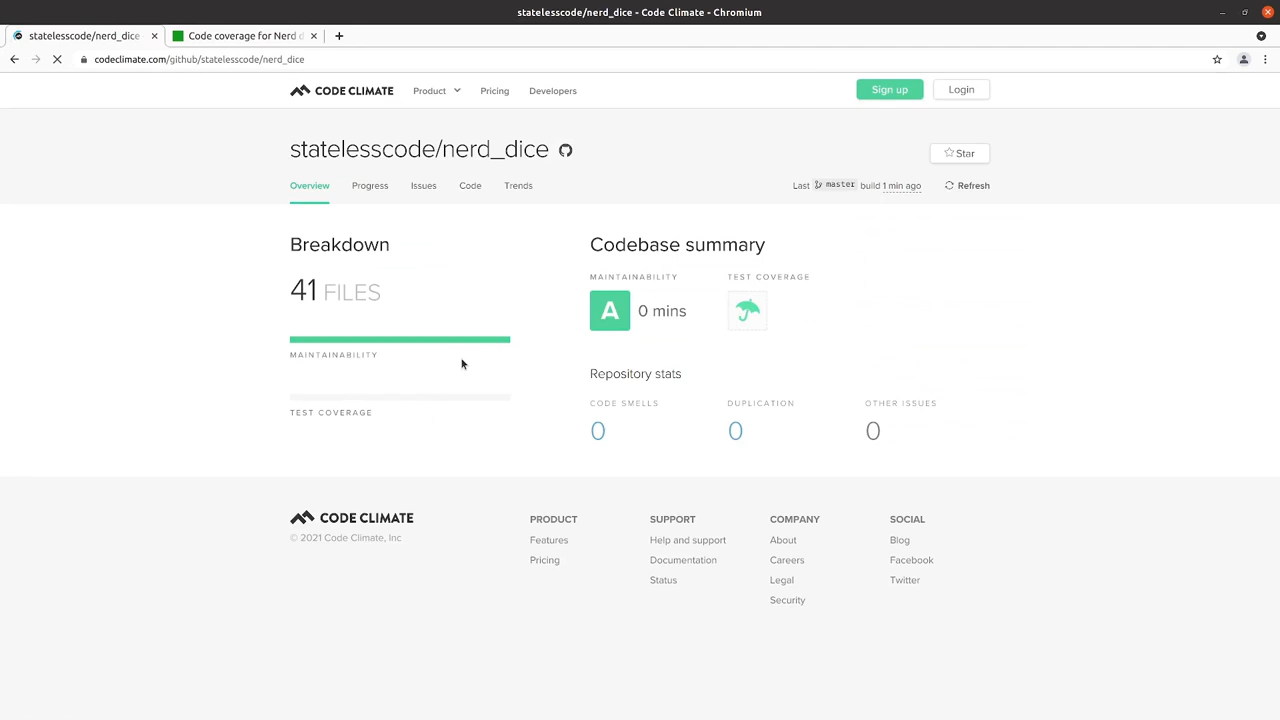 statelesscode/nerd_dice - Code Climate - Chromium
statelesscode/nerd_dice
Code coverage for Nerd d
codeclimate.com/github/statelesscode/nerd_dice
CODE CLIMATE
Product
Pricing
Developers
Sign up
Login
statelesscode/nerd_dice
Star
Overview
Progress
Issues
Code
Trends
Last master build 1 min ago
Refresh
Breakdown
41 FILES
MAINTAINABILITY
TEST COVERAGE
Codebase summary
MAINTAINABILITY
TEST COVERAGE
A 0 mins
Repository stats
CODE SMELLS
DUPLICATION
OTHER ISSUES
0
0
0
CODE CLIMATE
© 2021 Code Climate, Inc
PRODUCT
Features
Pricing
SUPPORT
Help and support
Documentation
Status
COMPANY
About
Careers
Legal
Security
SOCIAL
Blog
Facebook
Twitter